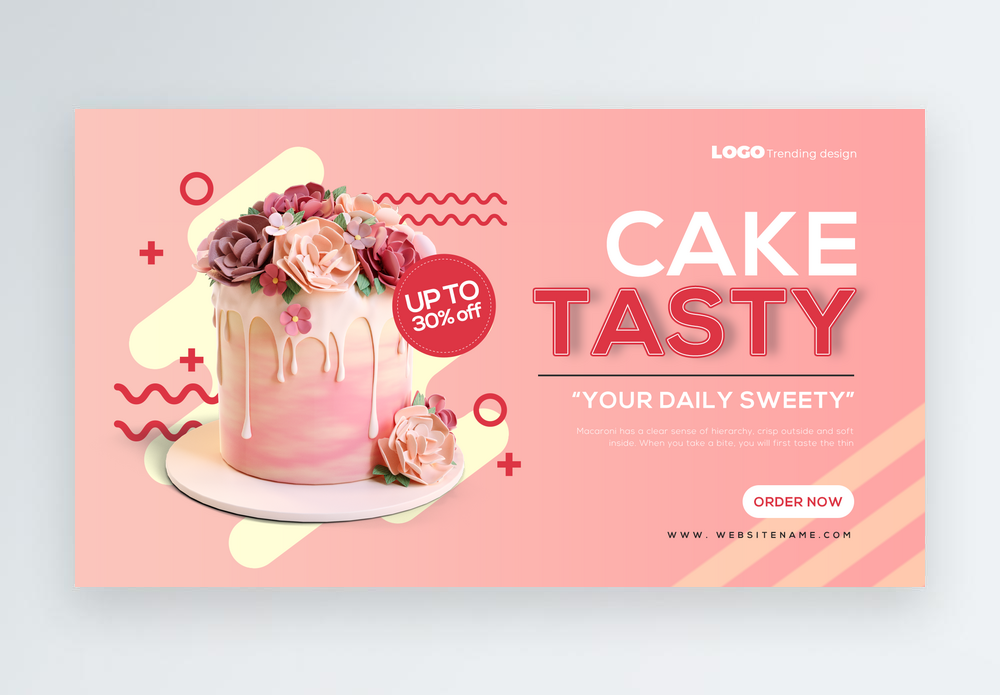 LOGO Trending design
CAKE
TASTY
UP TO
30% off
“YOUR DAILY SWEETY”
Macaroni has a clear sense of hierarchy, crisp outside and soft
inside. When you take a bite, you will first taste the thin
ORDER NOW
WWW. WEBSITENAME.COM